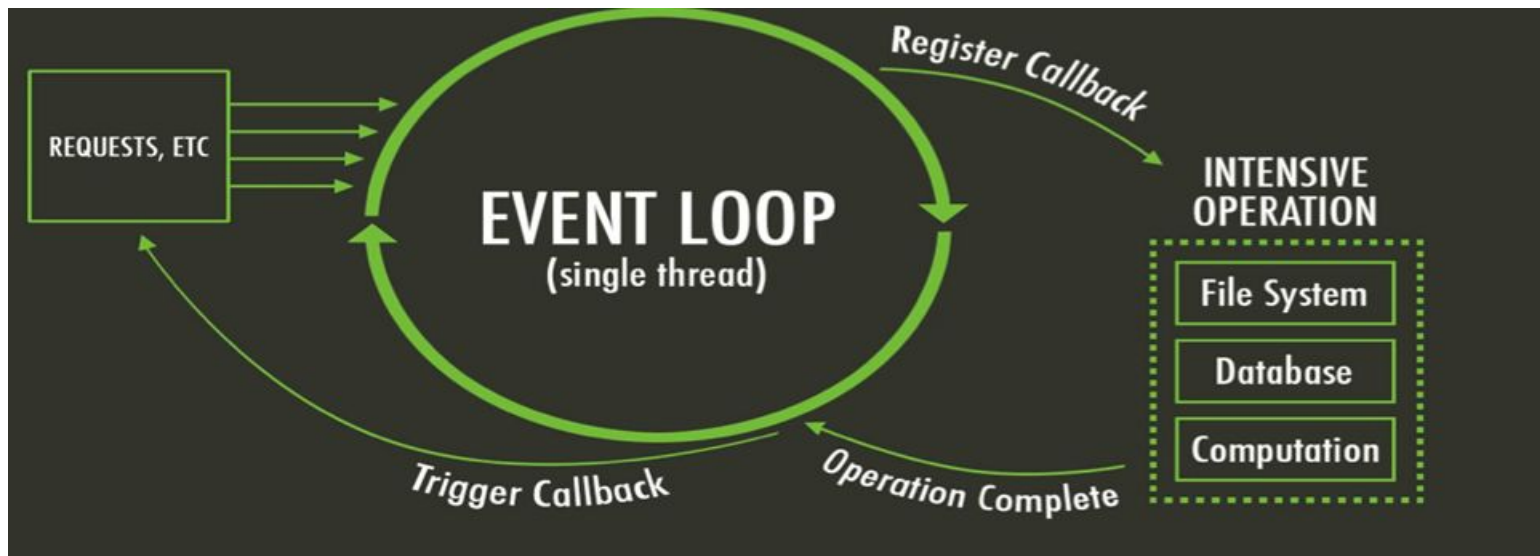 REQUESTS, ETC
EVENT LOOP
(single thread)
Register Callback
INTENSIVE
OPERATION
File System
Database
Computation
Operation Complete
Trigger Callback